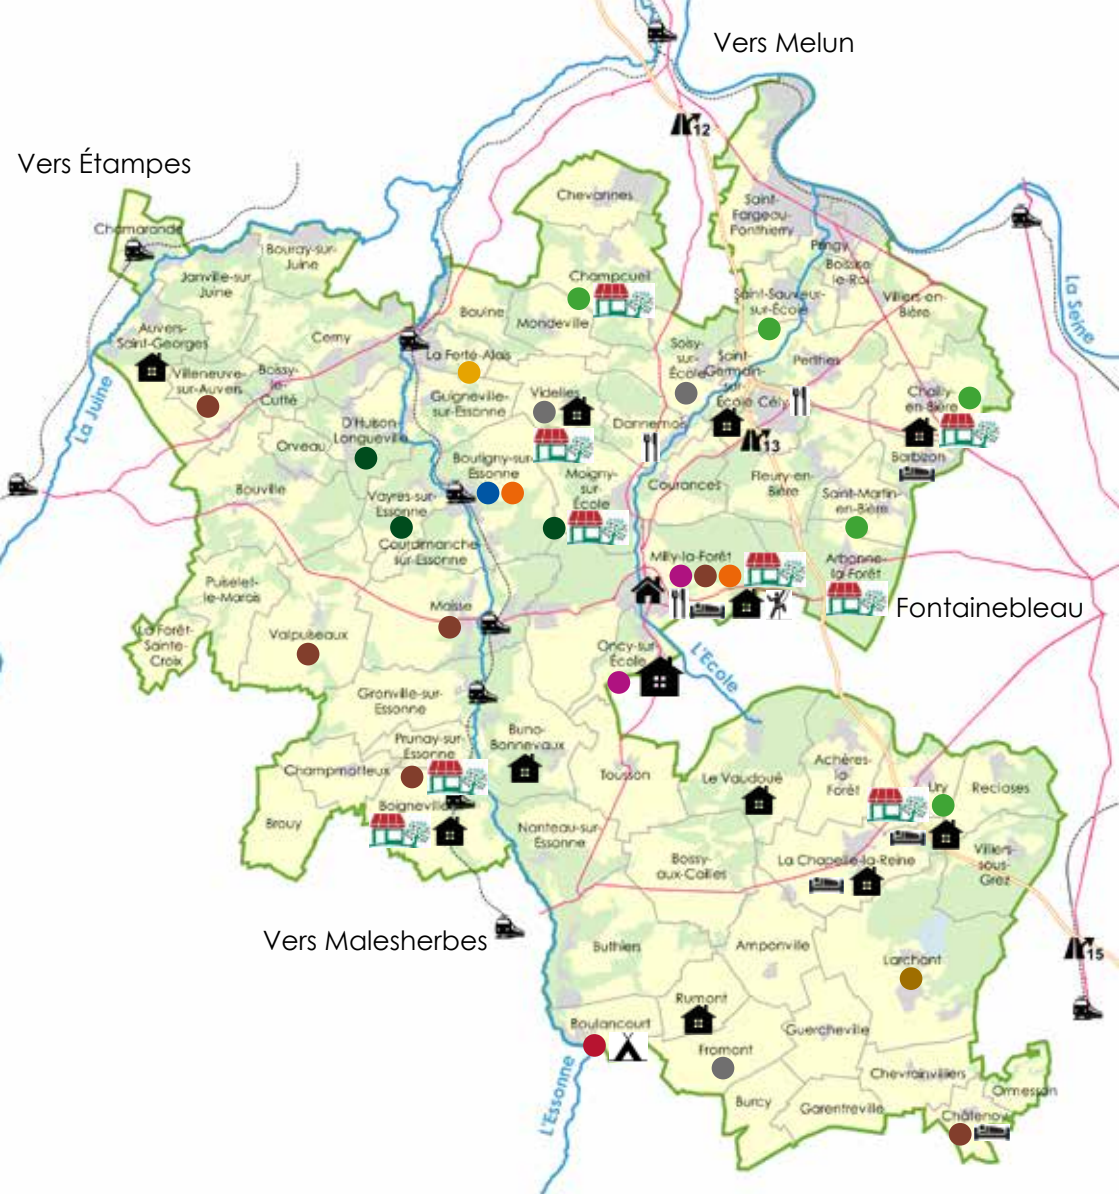 Vers Melun
12
Vers Étampes
Chevannes
Saint-
Fargeau-
Ponthierry
Chamarande
Bouray-sur-
Juine
Pringy
Boissise
le-Roi
Janville-sur
Juine
Champcueil
La Seine
Saint-Sauveur-
sur-École
Villiers-en-
Bière
Baulne
Mondeville
Auvers-
Saint-Georges
Cerny
Soisy-
sur-
École
Saint-
Germain-
sur-
École
Perthes
La Ferté-Alais
Villeneuve-
sur-Auvers
Boissy-
le-
Cutté
La Juine
Guigneville-
sur-Essonne
Videlles
Cély
Chailly-
en-Bière
D'Huison-
Longueville
Dannemois
13
Orveau
Barbizon
Boutigny-sur-
Essonne
Moigny-
sur-
École
Courances
Fleury-en-
Bière
Bouville
Vayres-sur-
Essonne
Saint-Martin-
en-Bière
Courdimanche-
sur-Essonne
Milly-la-Forêt
Arbonne-
la-Forêt
Puiselet-
le-Marais
Maisse
Fontainebleau
La Forêt-
Sainte-
Croix
Valpuiseaux
Oncy-sur-
École
L'École
Gironville-sur-
Essonne
Prunay-sur-
Essonne
Buno-
Bonnevaux
Champmotteux
Tousson
Le Vaudoué
Achères-
la-
Forêt
Ury
Recloses
Boigneville
Brouy
Nanteau-sur-
Essonne
Boissy-
aux-Cailles
La Chapelle-la-Reine
Villiers-
sous-
Grez
Vers Malesherbes
Buthiers
Amponville
15
Larchant
Rumont
Boulancourt
Guercheville
Fromont
L'Essonne
Chevrainvilliers
Ormesson
Burcy
Garentreville
Châtenoy